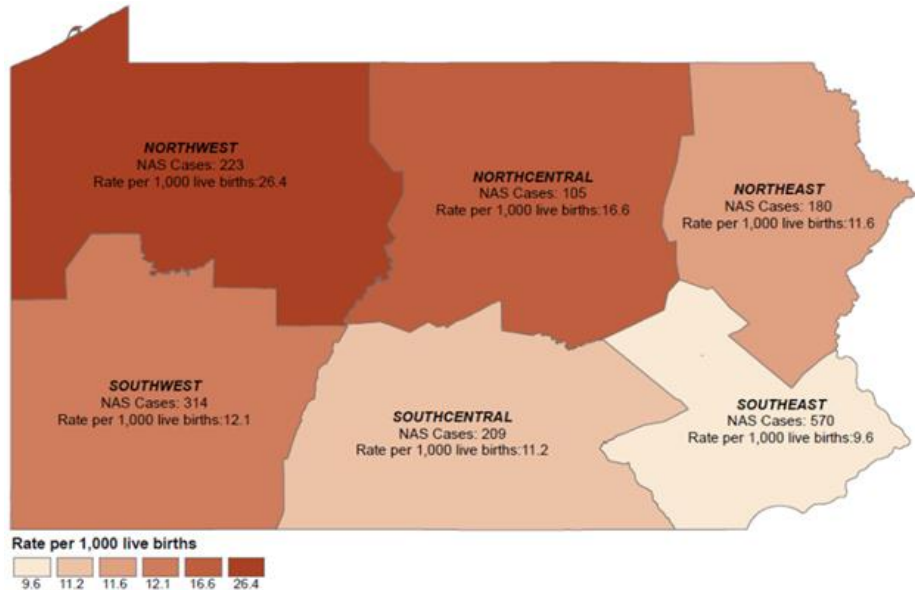 NORTHWEST
NAS Cases: 223
Rate per 1,000 live births:26.4
NORTHCENTRAL
NAS Cases: 105
Rate per 1,000 live births:16.6
NORTHEAST
NAS Cases: 180
Rate per 1,000 live births:11.6
SOUTHWEST
NAS Cases: 314
Rate per 1,000 live births:12.1
SOUTHCENTRAL
NAS Cases: 209
Rate per 1,000 live births:11.2
SOUTHEAST
NAS Cases: 570
Rate per 1,000 live births:9.6
Rate per 1,000 live births
9.6 11.2 11.6 12.1 16.6 26.4